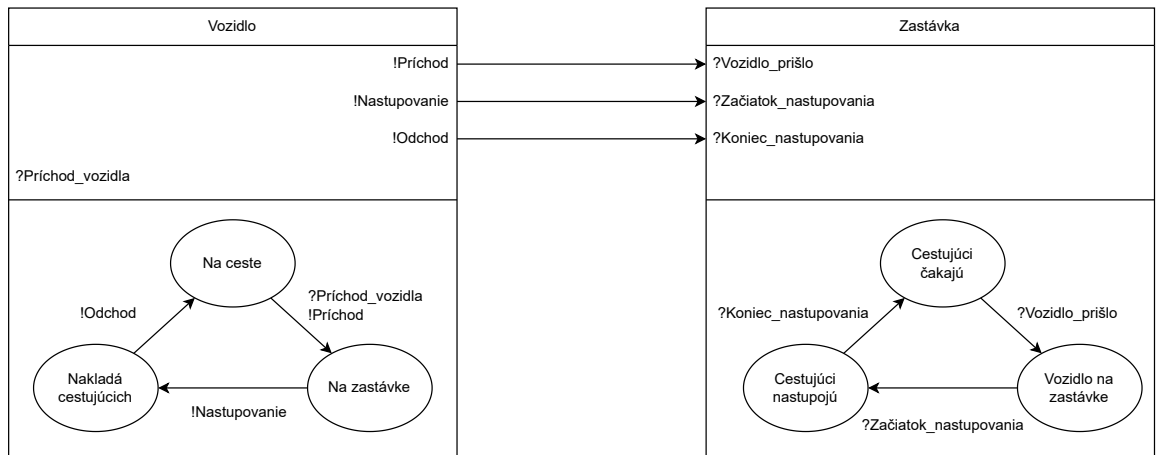 Vozidlo
!Príchod
!Nastupovanie
!Odchod
?Príchod_vozidla
Na ceste
?Príchod_vozidla
!Príchod
!Odchod
Nakladá
cestujúcich
Na zastávke
!Nastupovanie
Zastávka
?Vozidlo_prišlo
?Začiatok_nastupovania
?Koniec_nastupovania
Cestujúci
čakajú
?Koniec_nastupovania
?Vozidlo_prišlo
Cestujúci
nastupojú
Vozidlo na
zastávke
?Začiatok_nastupovania